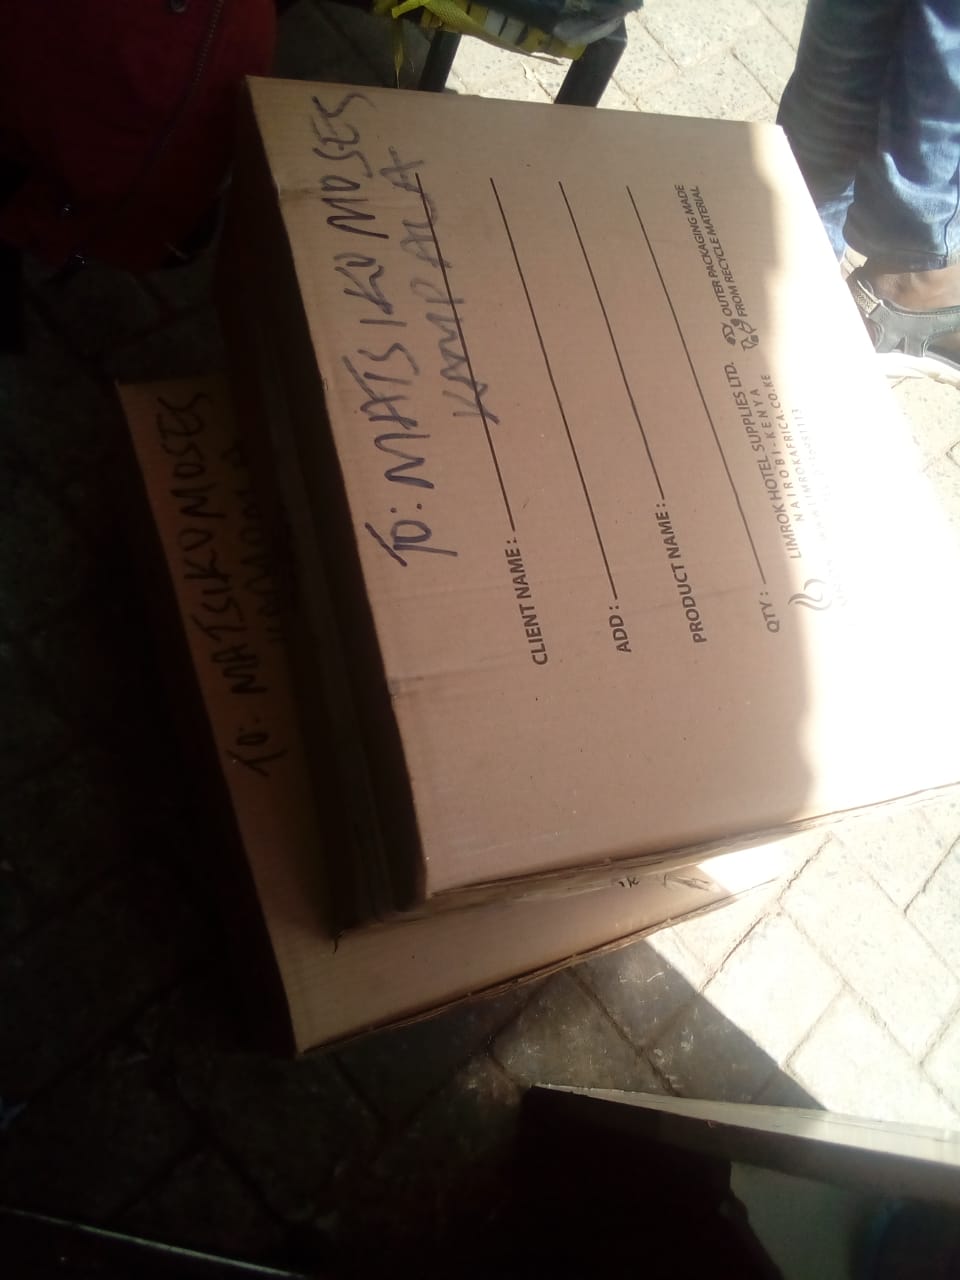 TO: MATSIKO MOSES
KAMPALA
CLIENT NAME:
ADD:
PRODUCT NAME:
QTY:
OUTER PACKAGING MADE
FROM RECYCLE MATERIAL
LIMROK HOTEL SUPPLIES LTD.
NAIROBI-KENYA
TO: MATSIKO MOSES